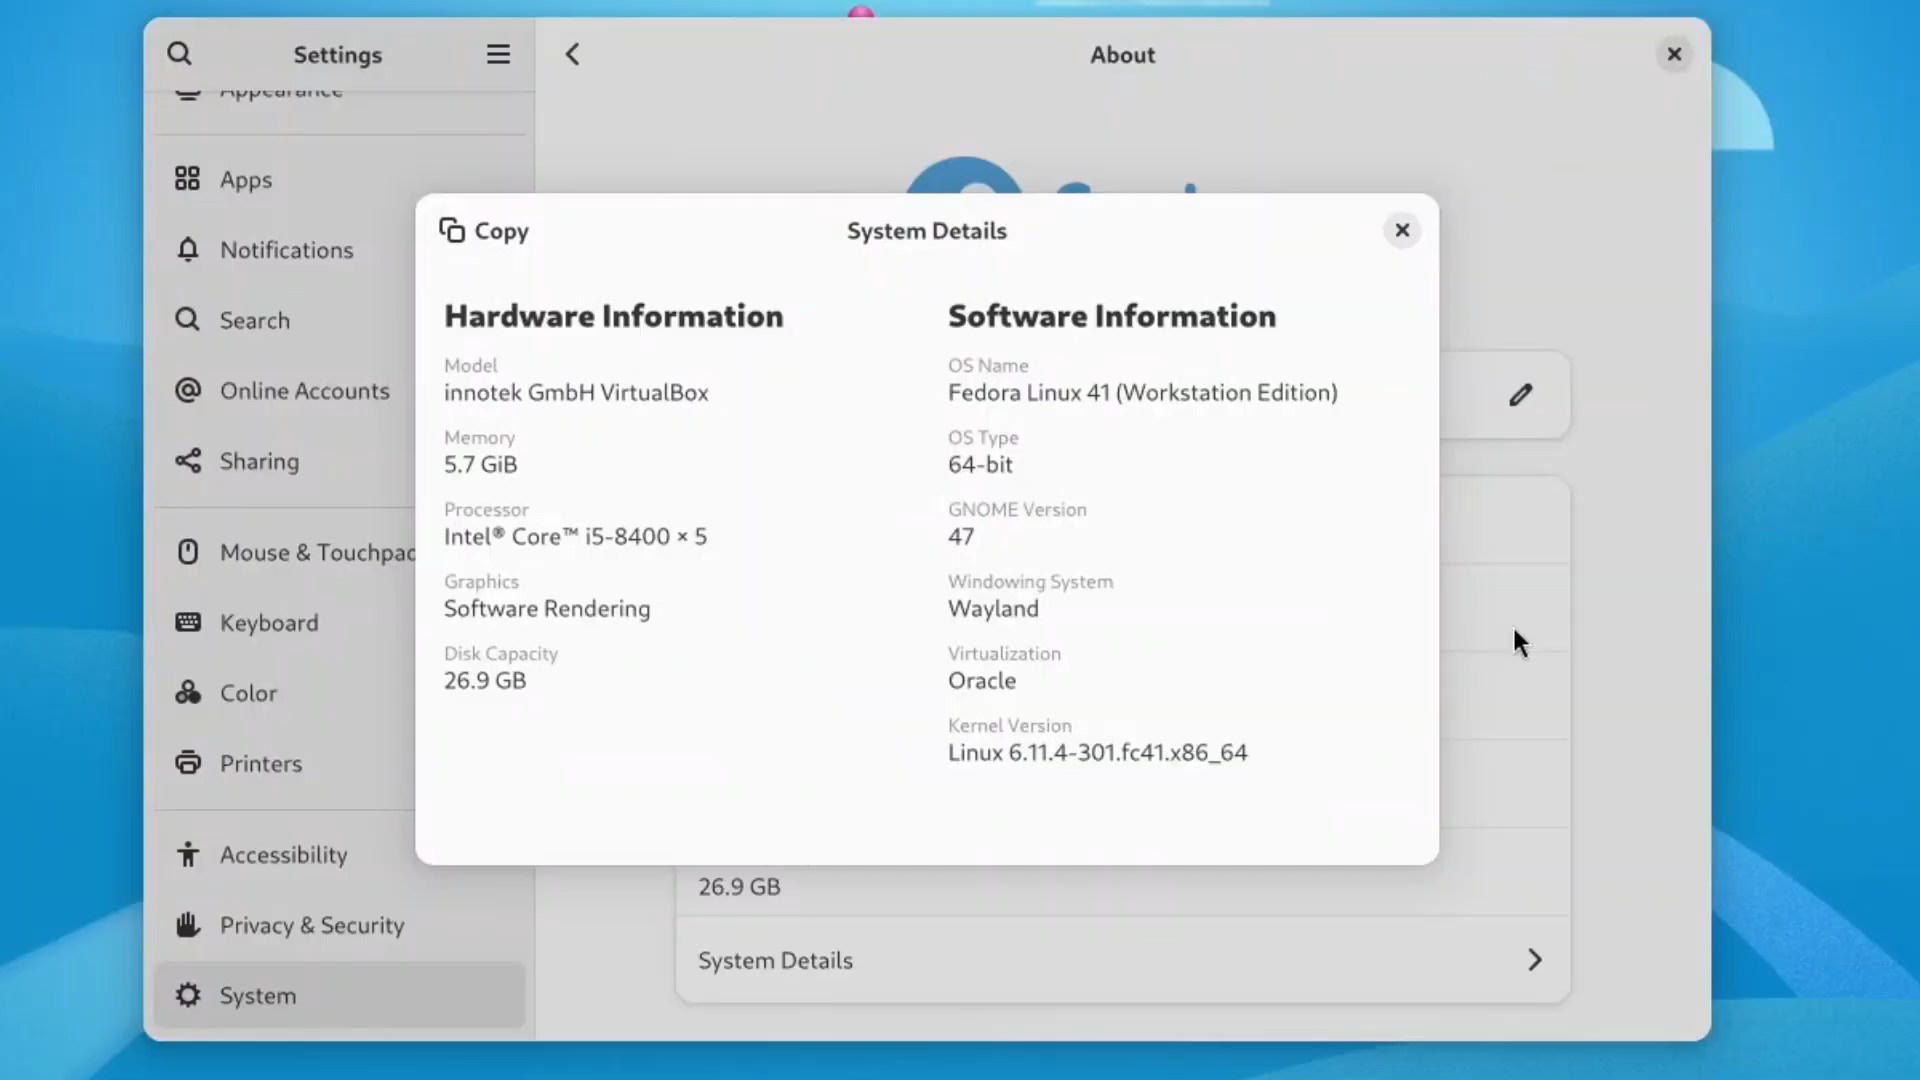 Settings
About
Appearance
Apps
Notifications
Search
Online Accounts
Sharing
Mouse & Touchpad
Keyboard
Color
Printers
Accessibility
Privacy & Security
System
Copy
System Details
Hardware Information
Model
innotek GmbH VirtualBox
Memory
5.7 GiB
Processor
Intel® Core™ i5-8400 × 5
Graphics
Software Rendering
Disk Capacity
26.9 GB
Software Information
OS Name
Fedora Linux 41 (Workstation Edition)
OS Type
64-bit
GNOME Version
47
Windowing System
Wayland
Virtualization
Oracle
Kernel Version
Linux 6.11.4-301.fc41.x86_64
26.9 GB
System Details